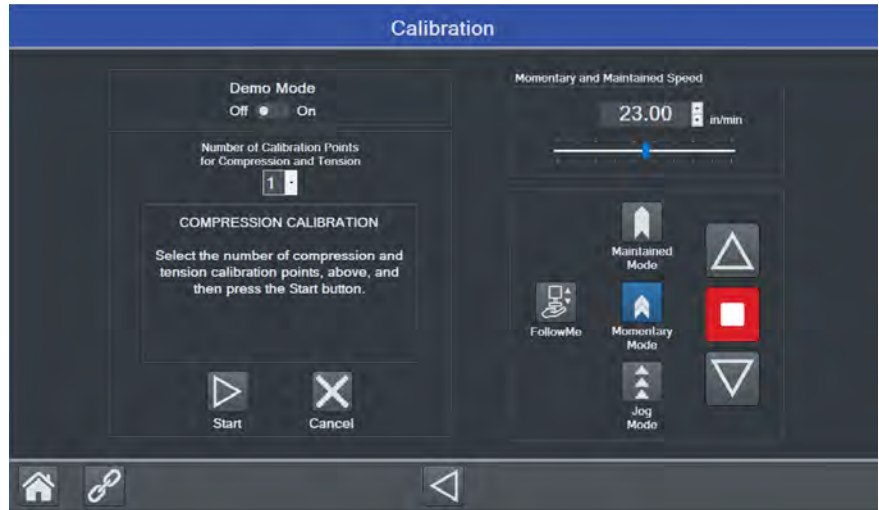 Calibration
Demo Mode
Off On
Number of Calibration Points
for Compression and Tension
1
COMPRESSION CALIBRATION
Select the number of compression and
tension calibration points, above, and
then press the Start button.
Start Cancel
Momentary and Maintained Speed
23.00 in/min
Maintained
Mode
FollowMe
Momentary
Mode
Jog
Mode